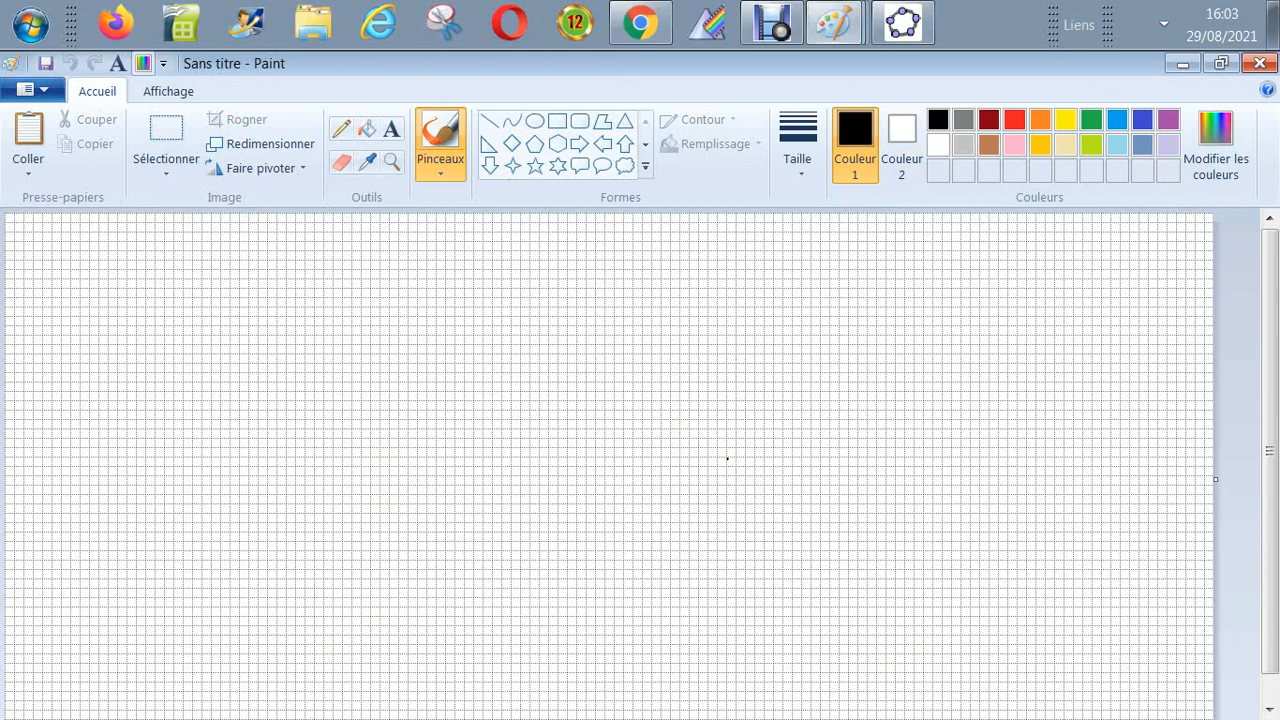 12
Liens
16:03
29/08/2021
A
Sans titre - Paint
Accueil
Affichage
Coller
Couper
Copier
Presse-papiers
Sélectionner
Rogner
Redimensionner
Faire pivoter
Image
A
Outils
Pinceaux
Contour
Remplissage
Formes
Taille
Couleur
1
Couleur
2
Modifier les
couleurs
Couleurs